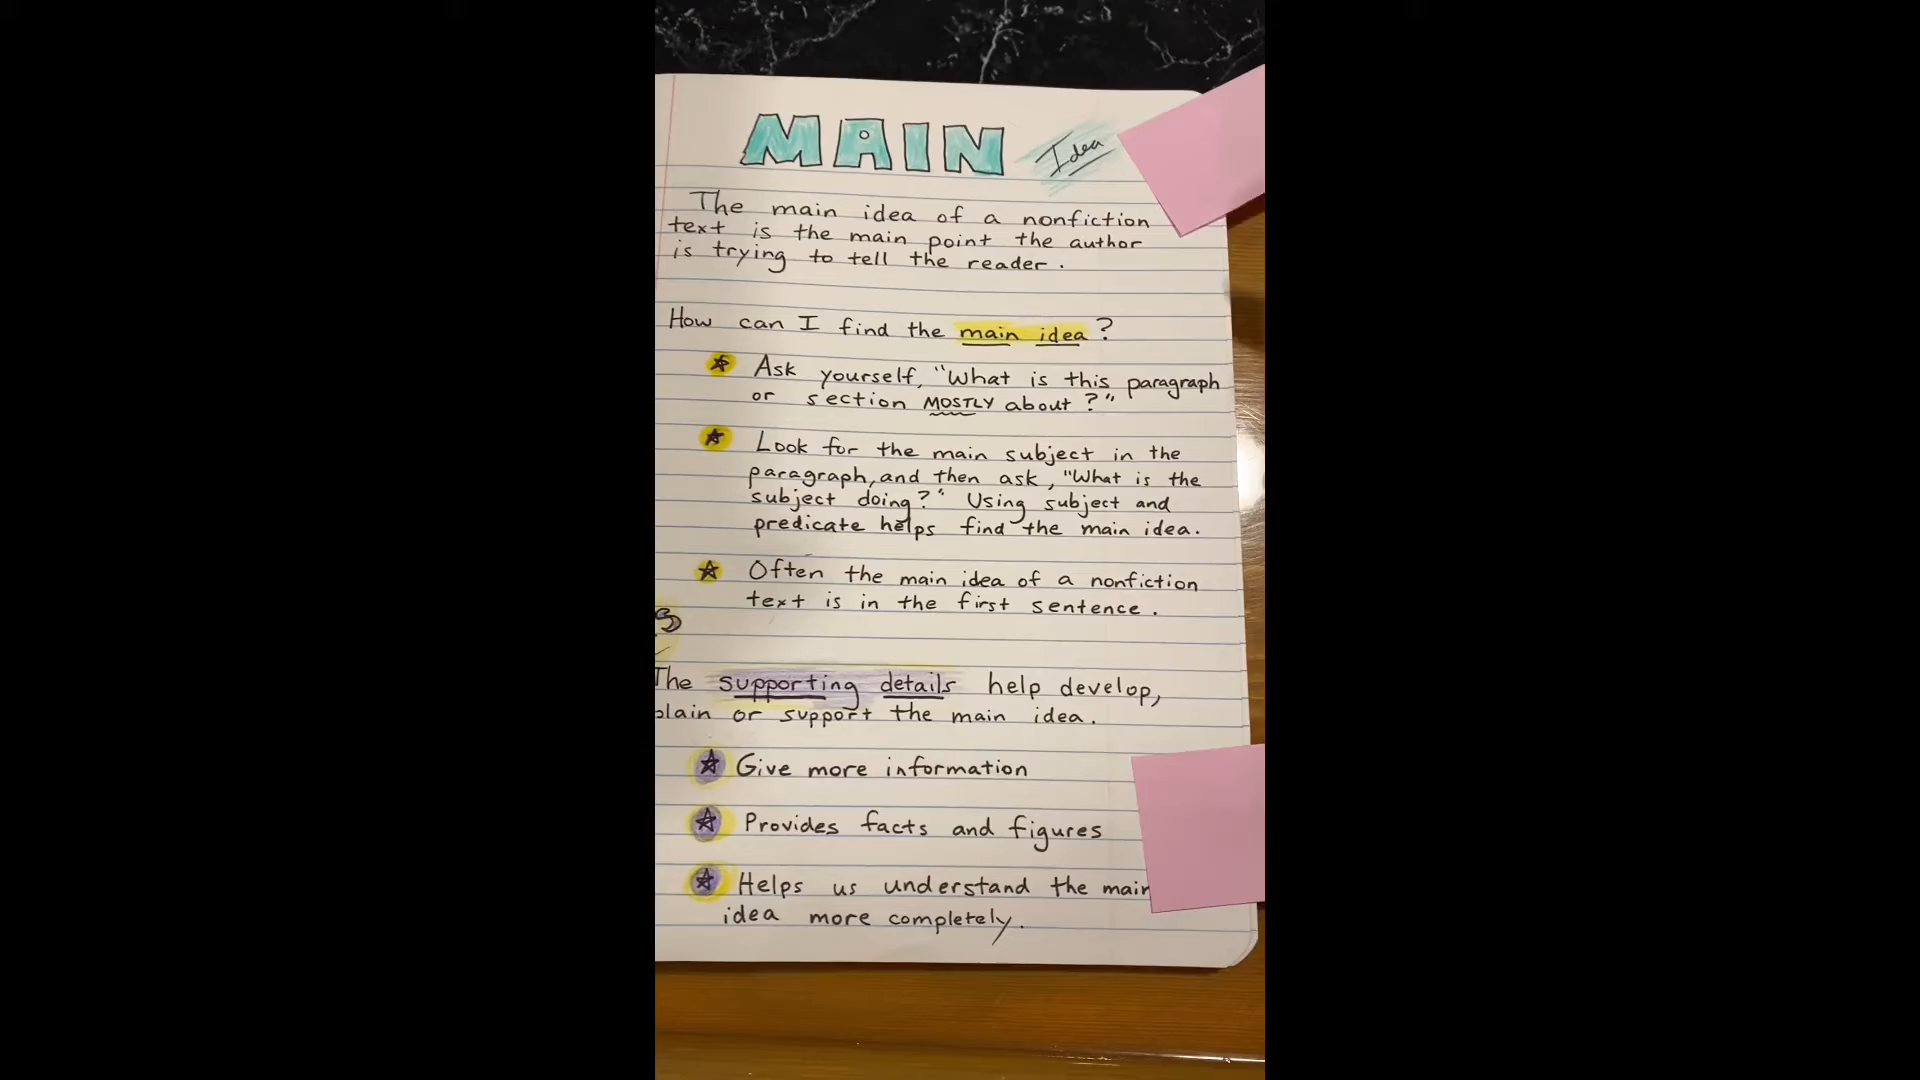 MAIN Idea
The main idea of a nonfiction
text is the main point the author
is trying to tell the reader.
How can I find the main idea?
Ask yourself, "What is this paragraph
or section MOSTLY about?"
Look for the main subject in the
paragraph, and then ask, "What is the
subject doing?" Using subject and
predicate helps find the main idea.
Often the main idea of a nonfiction
text is in the first sentence.
The supporting details help develop,
plain or support the main idea.
Give more information
Provides facts and figures
Helps us understand the main
idea more completely.